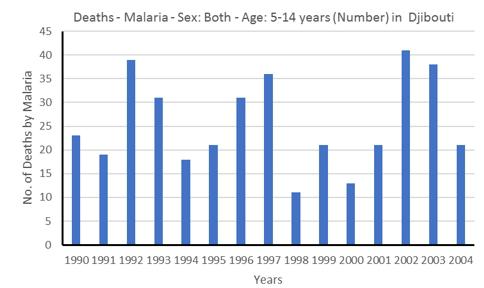 Deaths - Malaria - Sex: Both - Age: 5-14 years (Number) in Djibouti
No. of Deaths by Malaria
45
40
35
30
25
20
15
10
5
0
1990 1991 1992 1993 1994 1995 1996 1997 1998 1999 2000 2001 2002 2003 2004
Years